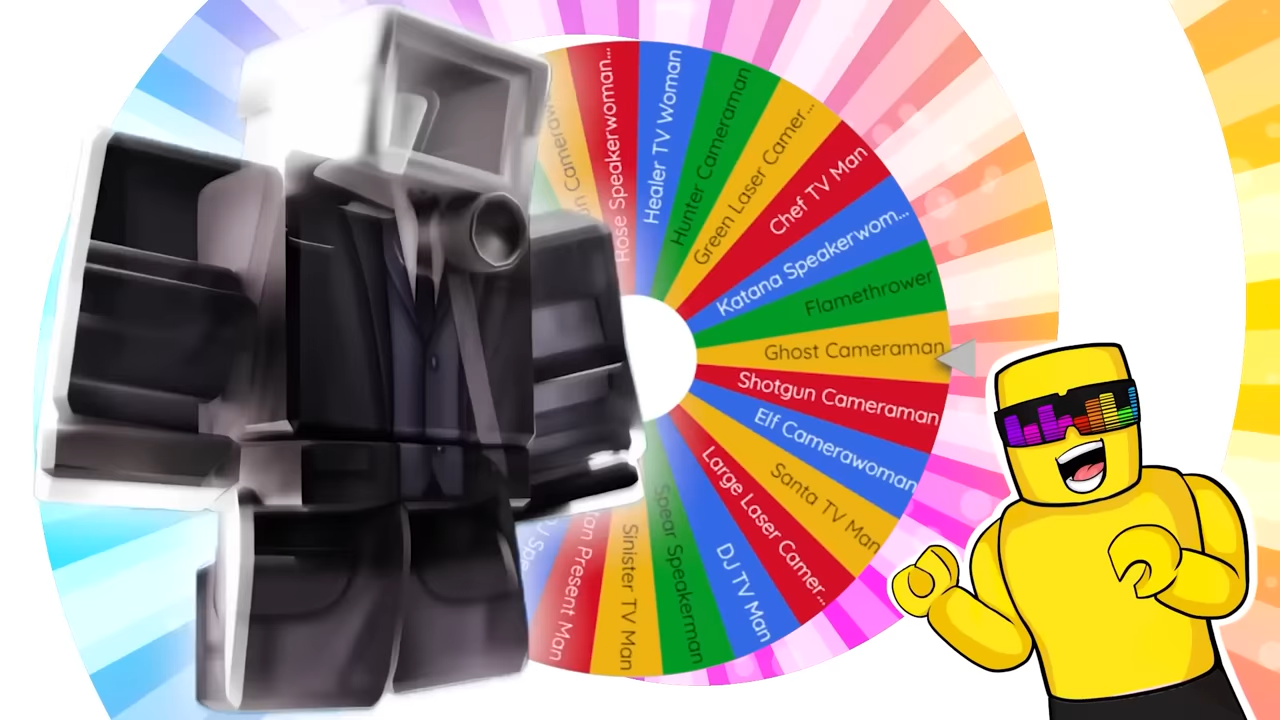 Camerawo
Rose Speakerwoman...
Healer TV Woman
Hunter Cameraman
Green Laser Camer...
Chef TV Man
Katana Speakerwom...
Flamethrower
Ghost Cameraman
Shotgun Cameraman
Elf Camerawoman
Santa TV Man
Large Laser Camer...
DJ TV Man
Spear Speakerman
Sinister TV Man
Present Man